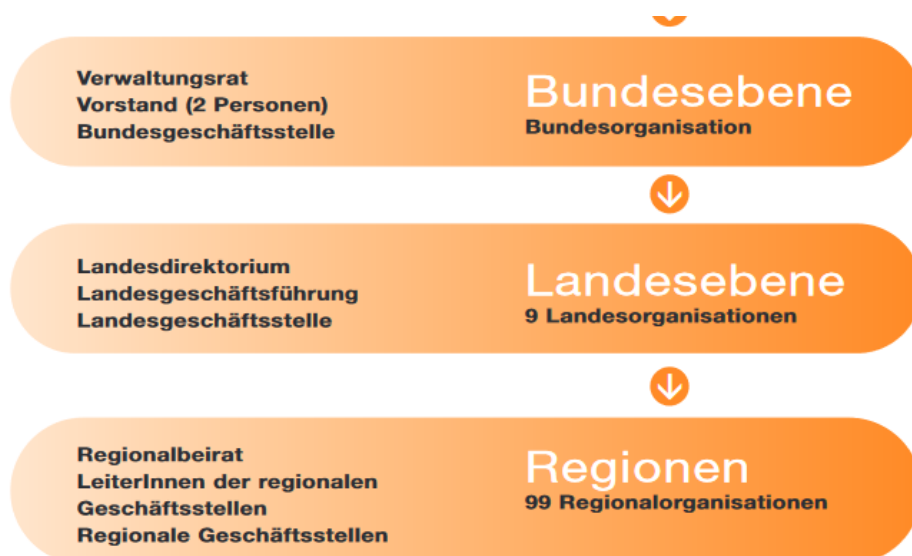 Verwaltungsrat
Vorstand (2 Personen)
Bundesgeschäftsstelle
Bundesebene
Bundesorganisation
Landesdirektorium
Landesgeschäftsführung
Landesgeschäftsstelle
Landesebene
9 Landesorganisationen
Regionalbeirat
LeiterInnen der regionalen
Geschäftsstellen
Regionale Geschäftsstellen
Regionen
99 Regionalorganisationen